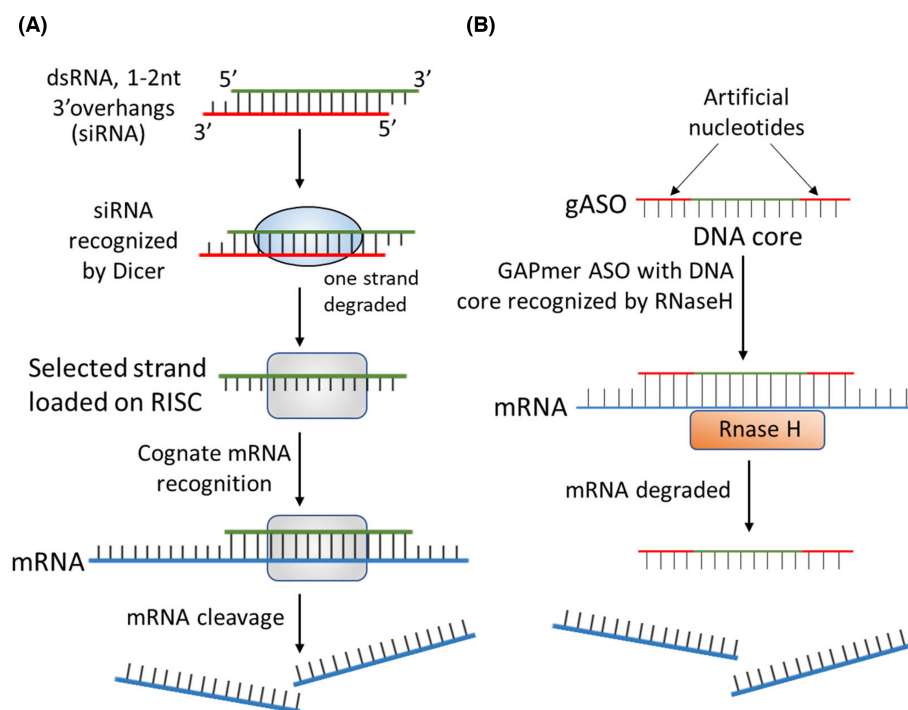 (A)
dsRNA, 1-2nt
3'overhangs
(siRNA)
5’
3’
3’
5’
siRNA
recognized
by Dicer
one strand
degraded
Selected strand
loaded on RISC
Cognate mRNA
recognition
mRNA
mRNA cleavage
(B)
Artificial
nucleotides
gASO
DNA core
GAPmer ASO with DNA
core recognized by RNaseH
mRNA
Rnase H
mRNA degraded